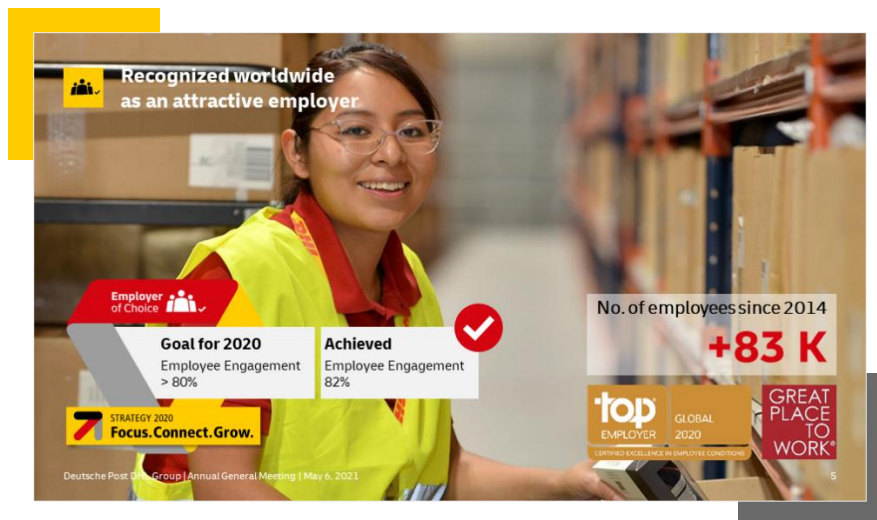 Recognized worldwide
as an attractive employer
Employer
of Choice
Goal for 2020
Employee Engagement
> 80%
Achieved
Employee Engagement
82%
STRATEGY 2020
Focus.Connect.Grow.
No. of employees since 2014
+83 K
top
EMPLOYER
GLOBAL
2020
CERTIFIED EXCELLENCE IN EMPLOYEE CONDITIONS
GREAT
PLACE
TO
WORK®
Deutsche Post DHL Group | Annual General Meeting | May 6, 2021
5